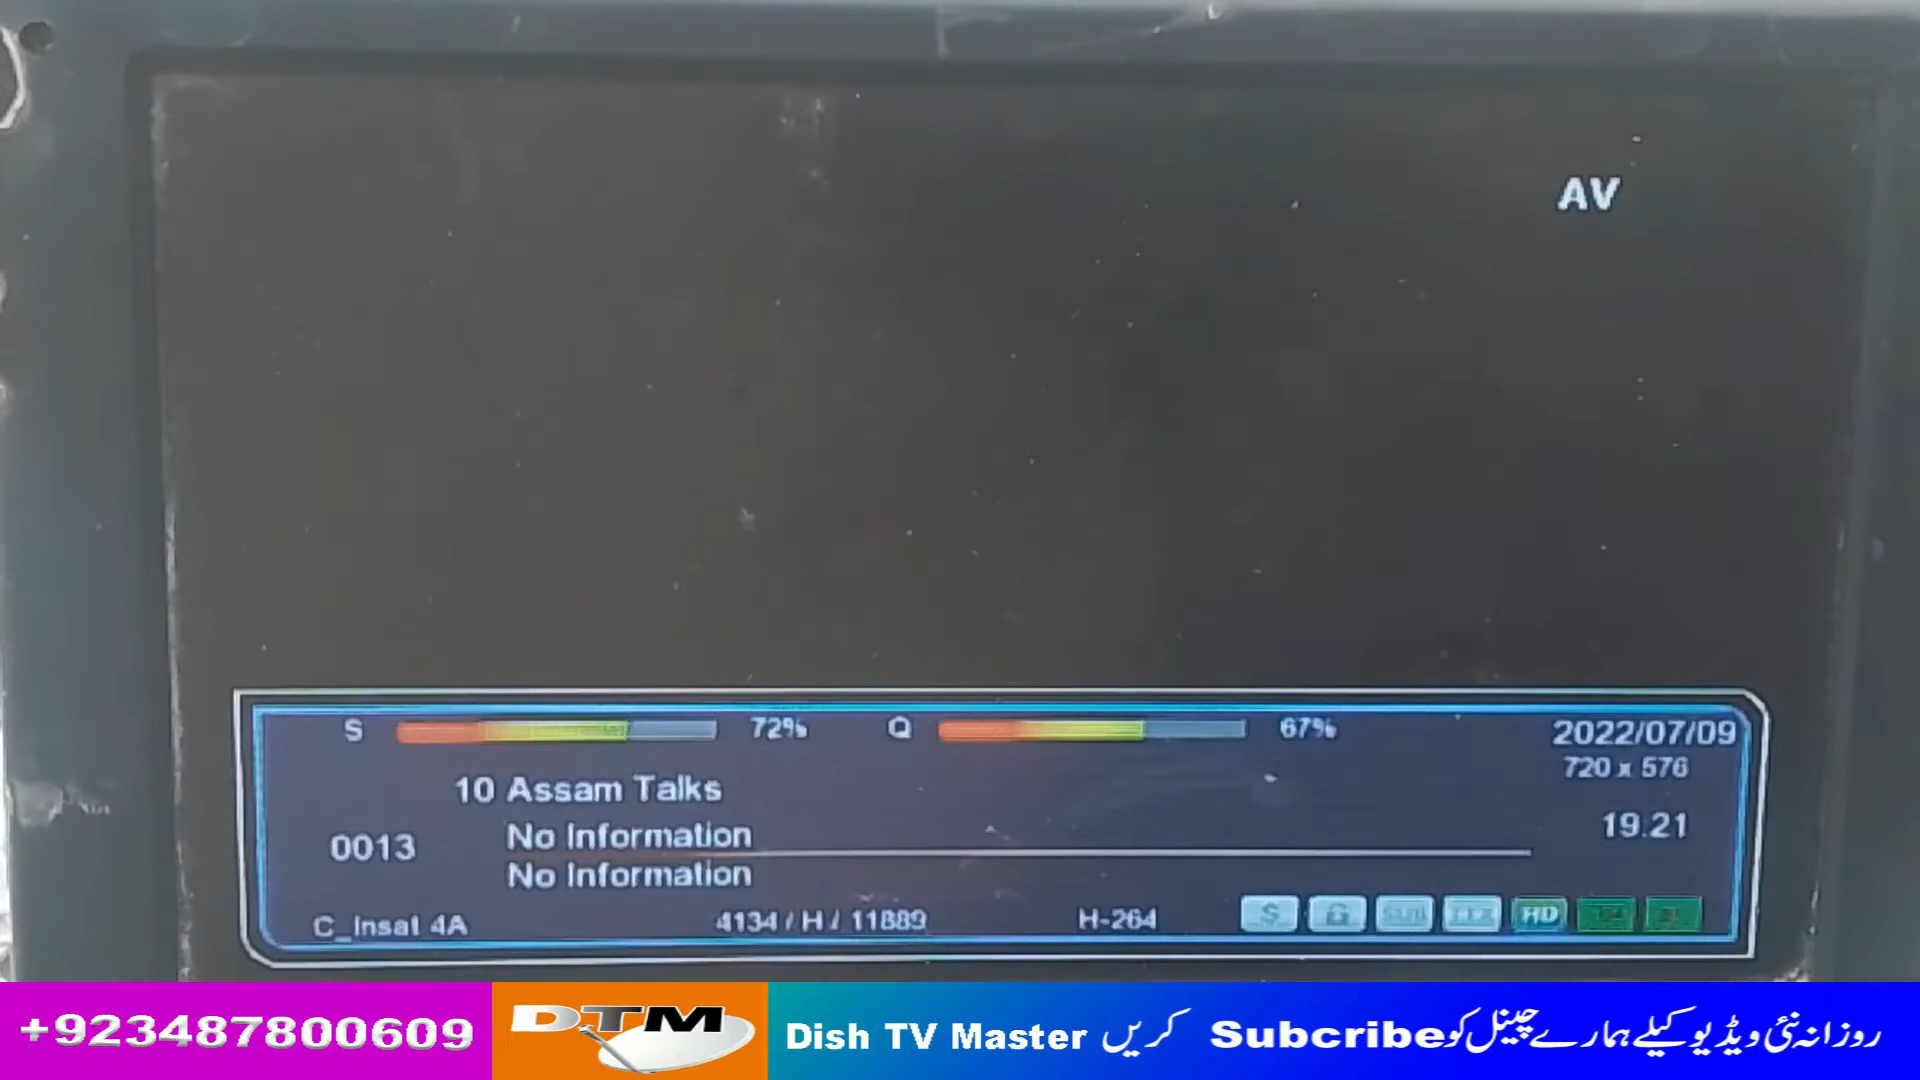 AV
S 72% Q 67% 2022/07/09
720 x 576
10 Assam Talks
19.21
No Information
0013
No Information
C_Insat 4A 4134 / H / 11889 H-264 S HD
+923487800609 DTM Dish TV Master روزانہ نئی ویڈیو کیلئے ہمارے چینل کو Subcribe کریں